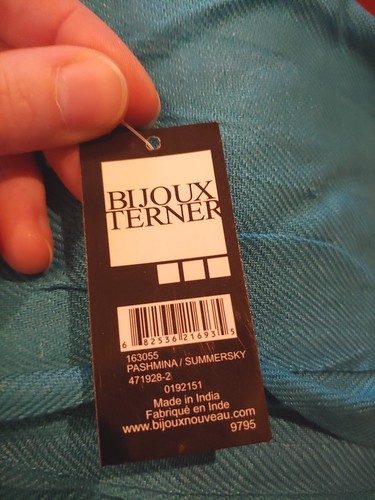 BIJOUX
TERNER
6 82536 21693 5
163055
PASHMINA / SUMMERSKY
471928-2
0192151
Made in India
Fabriqué en Inde
www.bijouxnouveau.com
9795